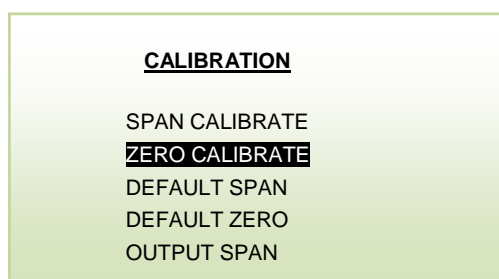 CALIBRATION
SPAN CALIBRATE
ZERO CALIBRATE
DEFAULT SPAN
DEFAULT ZERO
OUTPUT SPAN